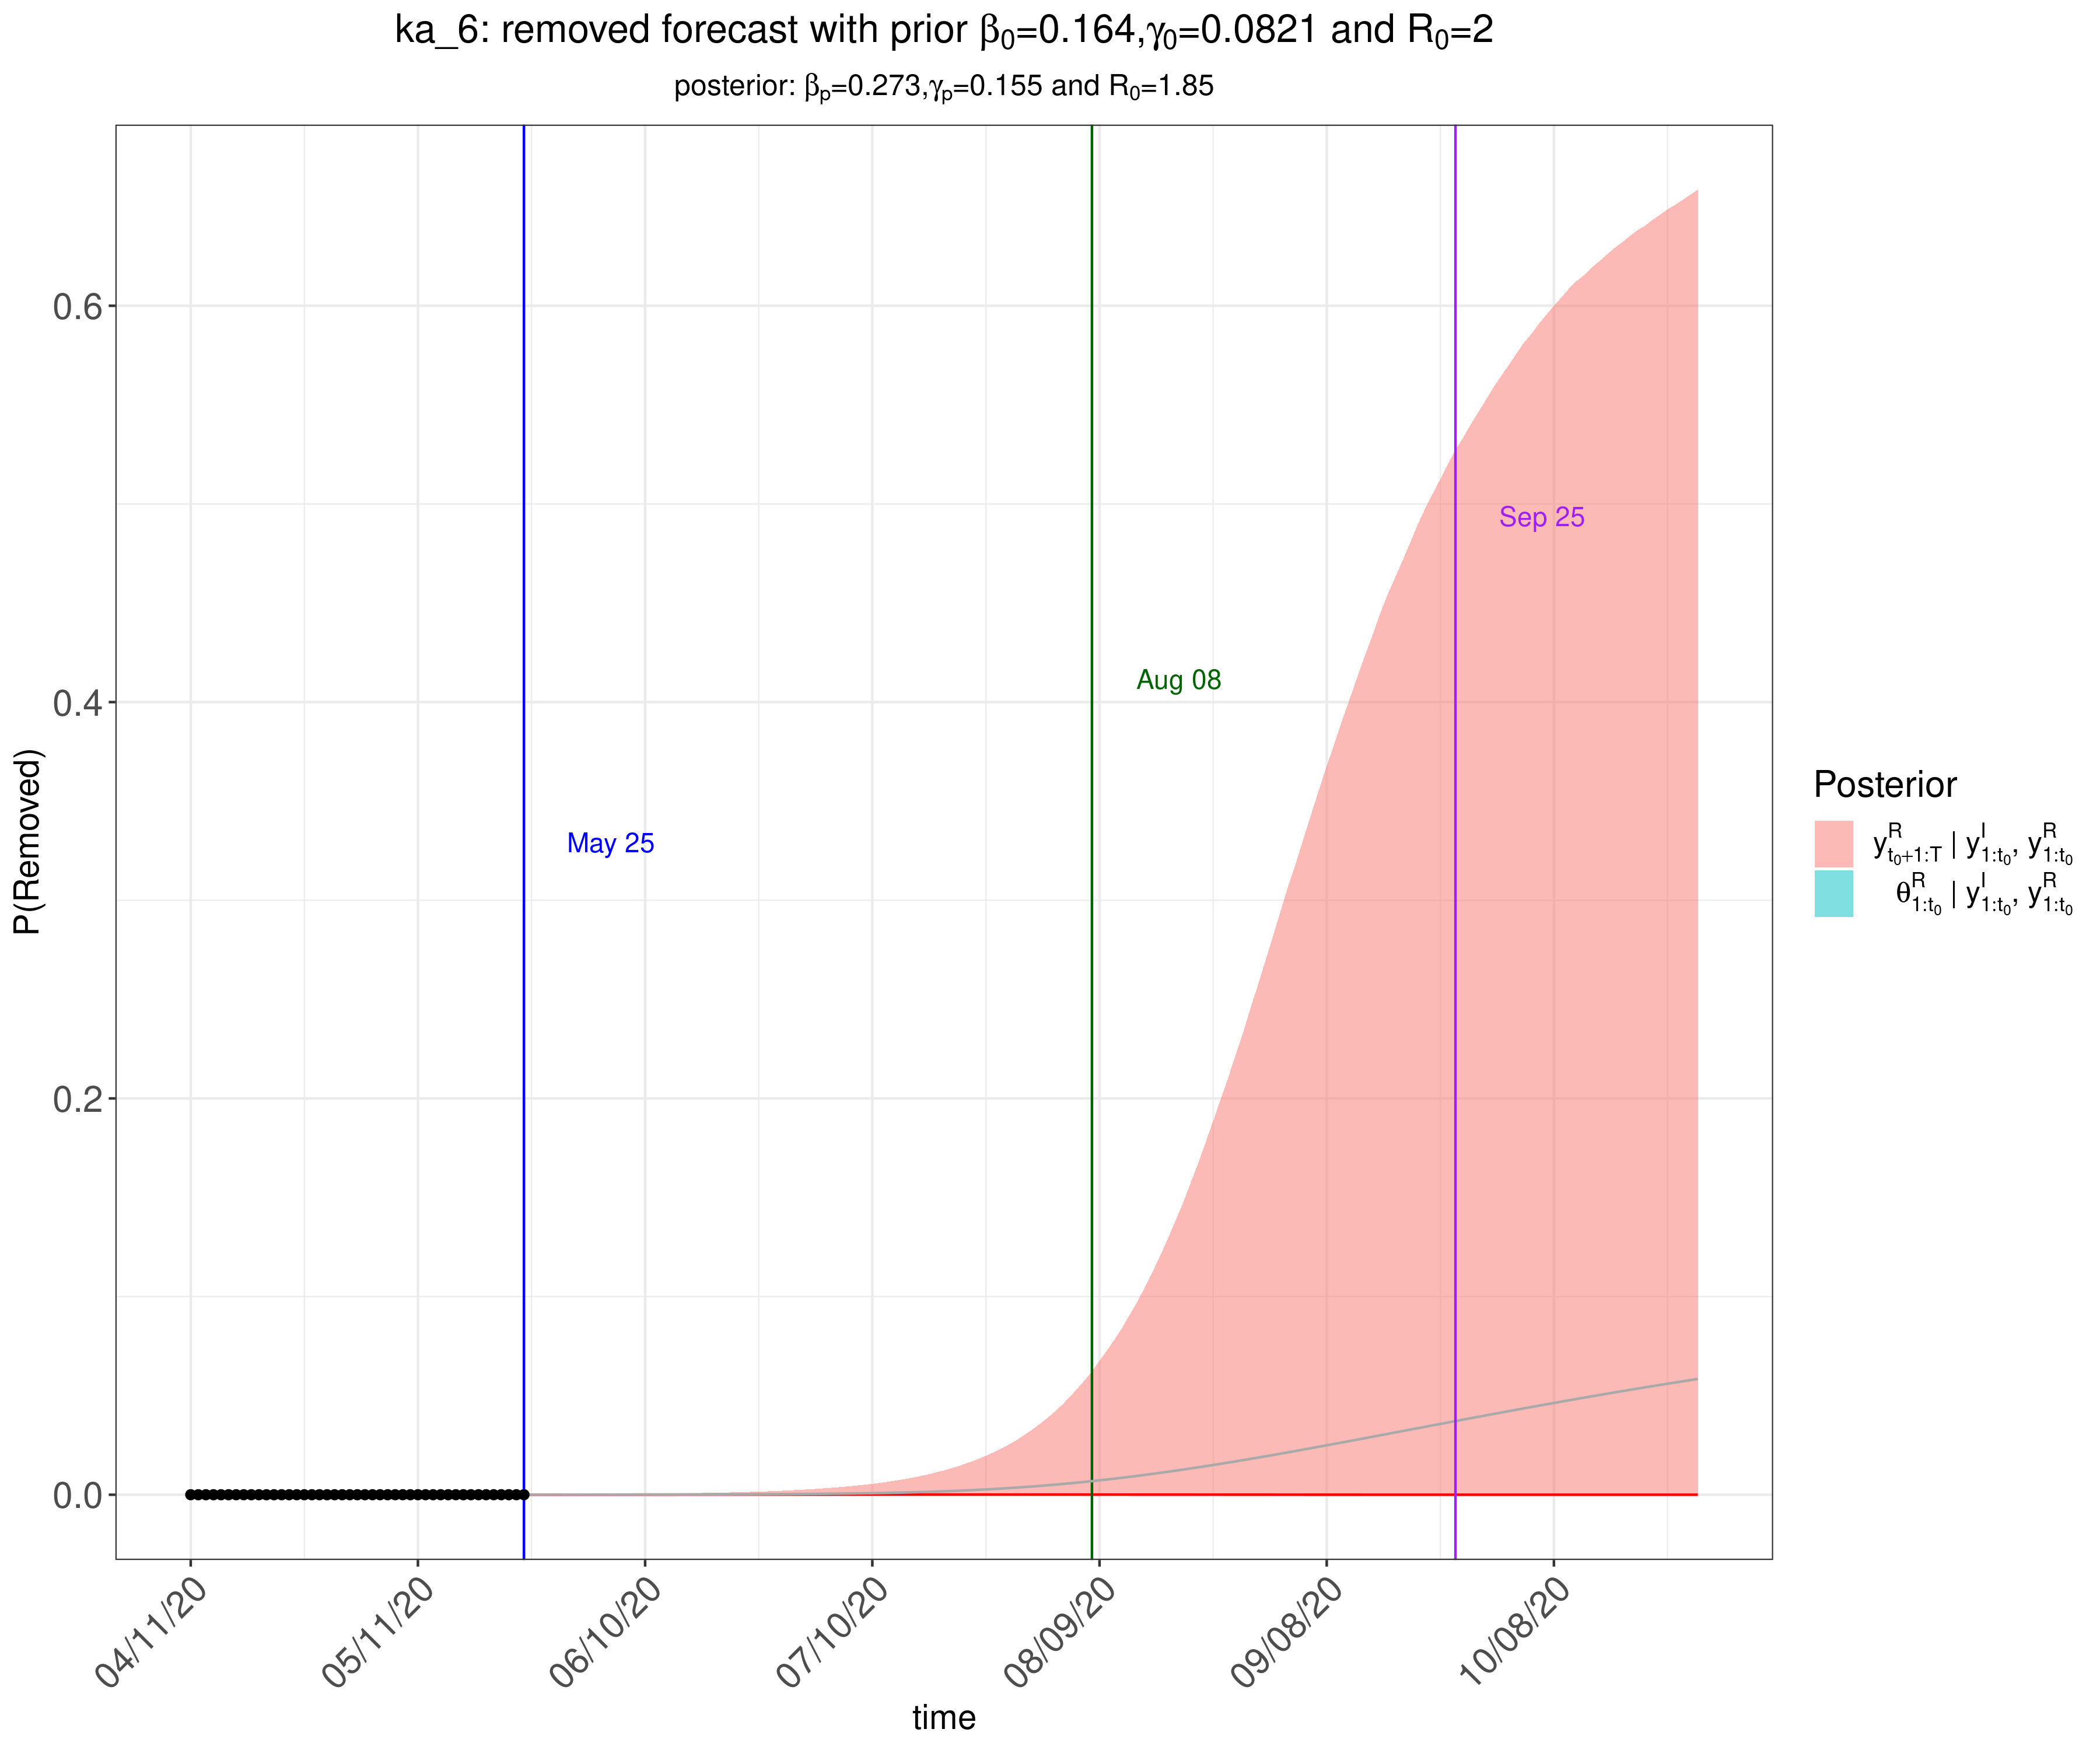 ka_6: removed forecast with prior β₀=0.164,γ₀=0.0821 and R₀=2
posterior: βₚ=0.273,γₚ=0.155 and R₀=1.85
P(Removed)
0.6
0.4
0.2
0.0
Sep 25
Aug 08
May 25
Posterior
y^R_{t₀+1:T} | y^I_{1:t₀}, y^R_{1:t₀}
θ^R_{1:t₀} | y^I_{1:t₀}, y^R_{1:t₀}
04/11/20
05/11/20
06/10/20
07/10/20
08/09/20
09/08/20
10/08/20
time